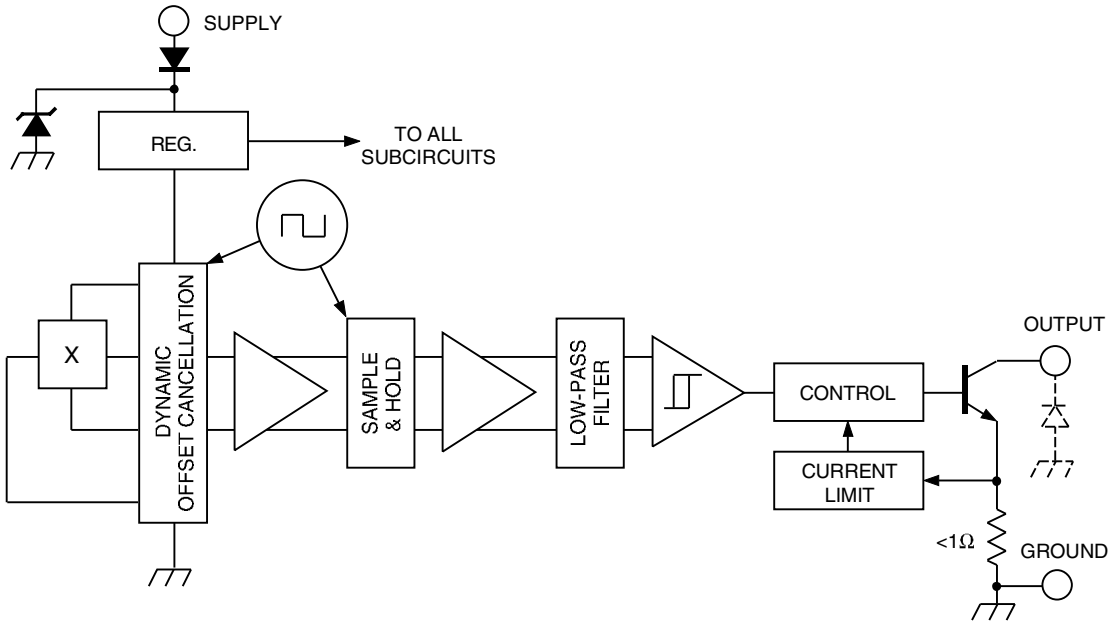 SUPPLY
REG.
TO ALL
SUBCIRCUITS
X
DYNAMIC
OFFSET CANCELLATION
SAMPLE
& HOLD
LOW-PASS
FILTER
CONTROL
CURRENT
LIMIT
OUTPUT
<1Ω
GROUND